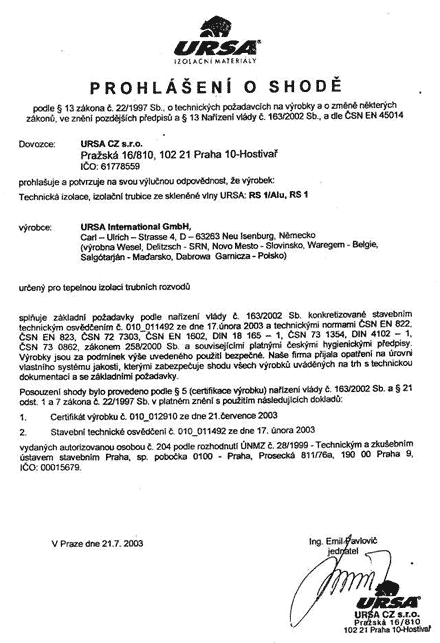 URSA®
IZOLAČNÍ MATERIÁLY
PROHLÁŠENÍ O SHODĚ
podle § 13 zákona č. 22/1997 Sb., o technických požadavcích na výrobky a o změně některých
zákonů, ve znění pozdějších předpisů a § 13 Nařízení vlády č. 163/2002 Sb., a dle ČSN EN 45014
Dovozce: URSA CZ s.r.o.
Pražská 16/810, 102 21 Praha 10-Hostivař
IČO: 61778559
prohlašuje a potvrzuje na svou výlučnou odpovědnost, že výrobek:
Technická izolace, izolační trubice ze skleněné vlny URSA: RS 1/Alu, RS 1
výrobce: URSA International GmbH,
Carl – Ulrich – Strasse 4, D – 63263 Neu Isenburg, Německo
(výrobna Wesel, Delitzsch - SRN, Novo Mesto - Slovinsko, Waregem - Belgie,
Salgótarján - Maďarsko, Dabrowa Garnicza - Polsko)
určený pro tepelnou izolaci trubních rozvodů
splňuje základní požadavky podle nařízení vlády č. 163/2002 Sb. konkretizované stavebním
technickým osvědčením č. 010_011492 ze dne 17.února 2003 a technickými normami ČSN EN 822,
ČSN EN 823, ČSN 72 7303, ČSN EN 1602, DIN 18 165 – 1, ČSN 73 1354, DIN 4102 – 1,
ČSN 73 0862, zákonem 258/2000 Sb. a souvisejícími platnými českými hygienickými předpisy.
Výrobky jsou za podmínek výše uvedeného použití bezpečné. Naše firma přijala opatření na úrovni
vlastního systému jakosti, kterými zabezpečuje shodu všech výrobků uváděných na trh s technickou
dokumentací a se základními požadavky.
Posouzení shody bylo provedeno podle § 5 (certifikace výrobku) nařízení vlády č. 163/2002 Sb. a § 21
odst. 1 a 7 zákona č. 22/1997 Sb. v platném znění s použitím následujících dokladů:
1. Certifikát výrobku č. 010_012910 ze dne 21.července 2003
2. Stavební technické osvědčení č. 010_011492 ze dne 17. února 2003
vydaných autorizovanou osobou č. 204 podle rozhodnutí ÚNMZ č. 28/1999 - Technickým a zkušebním
ústavem stavebním Praha, sp. pobočka 0100 - Praha, Prosecká 811/76a, 190 00 Praha 9,
IČO: 00015679.
V Praze dne 21.7. 2003
Ing. Emil Pavlovič
jednatel
URSA®
URSA CZ s.r.o.
Pražská 16/810
102 21 Praha 10-Hostivař